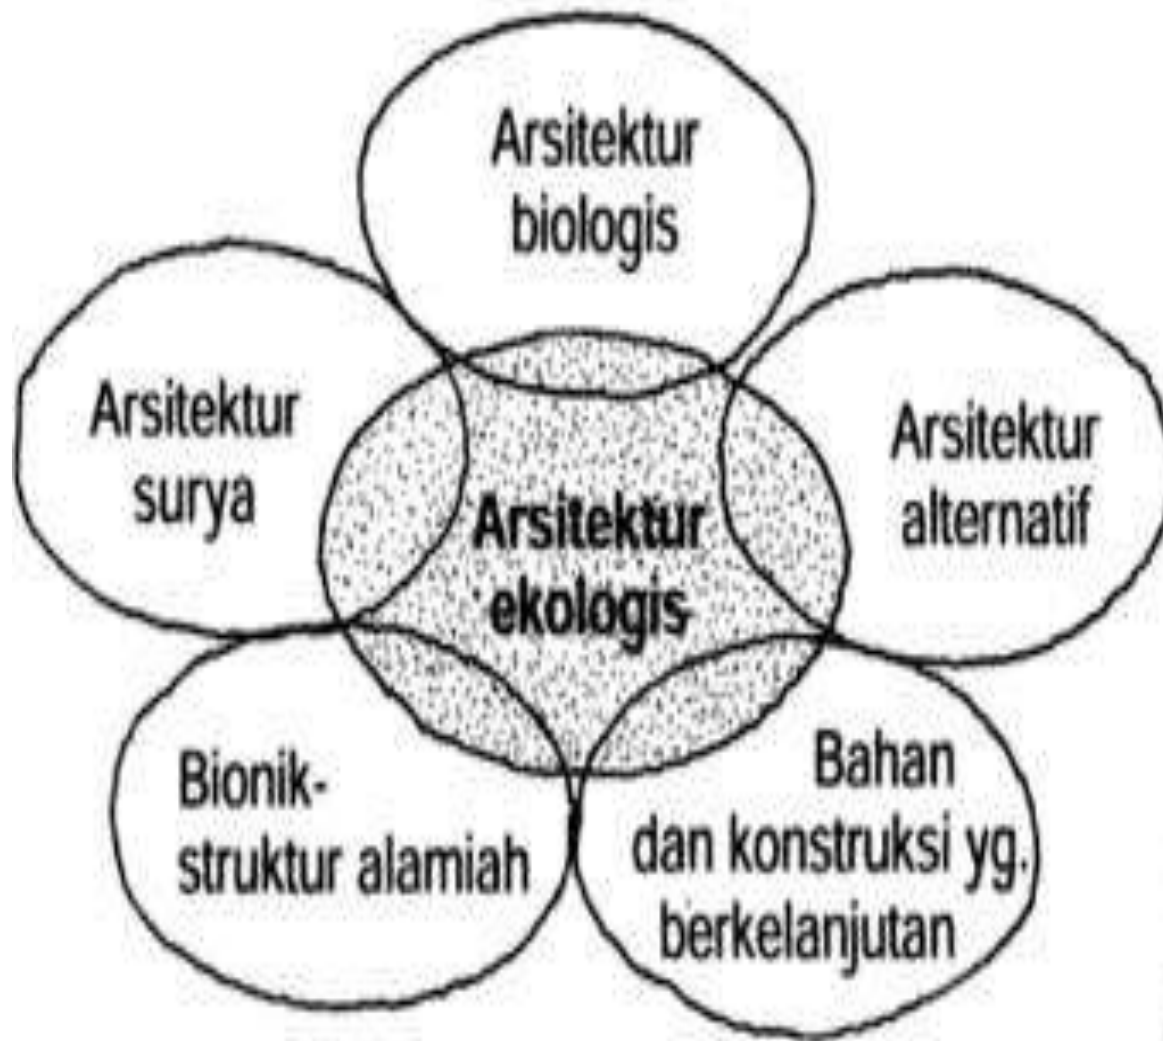 Arsitektur
biologis
Arsitektur
surya
Arsitektur
alternatif
Arsitektur
ekologis
Bionik-
struktur alamiah
Bahan
dan konstruksi yg.
berkelanjutan